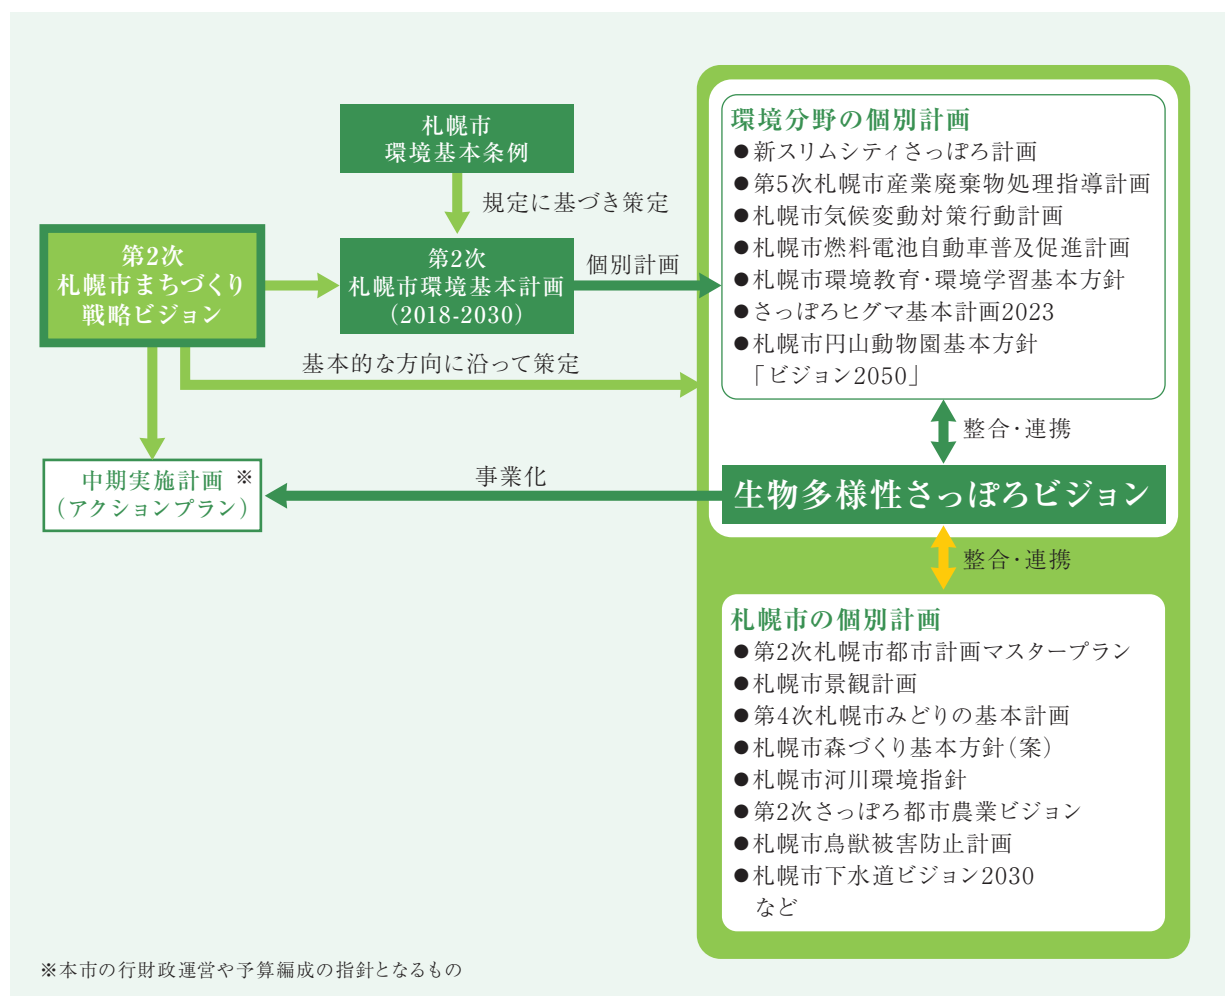 札幌市
環境基本条例
規定に基づき策定
第2次
札幌市まちづくり
戦略ビジョン
第2次
札幌市環境基本計画
(2018-2030)
個別計画
基本的な方向に沿って策定
中期実施計画 ※
(アクションプラン)
事業化
環境分野の個別計画
●新スリムシティさっぽろ計画
●第5次札幌市産業廃棄物処理指導計画
●札幌市気候変動対策行動計画
●札幌市燃料電池自動車普及促進計画
●札幌市環境教育・環境学習基本方針
●さっぽろヒグマ基本計画2023
●札幌市円山動物園基本方針
「ビジョン2050」
整合・連携
生物多様性さっぽろビジョン
整合・連携
札幌市の個別計画
●第2次札幌市都市計画マスタープラン
●札幌市景観計画
●第4次札幌市みどりの基本計画
●札幌市森づくり基本方針(案)
●札幌市河川環境指針
●第2次さっぽろ都市農業ビジョン
●札幌市鳥獣被害防止計画
●札幌市下水道ビジョン2030
など
※本市の行財政運営や予算編成の指針となるもの